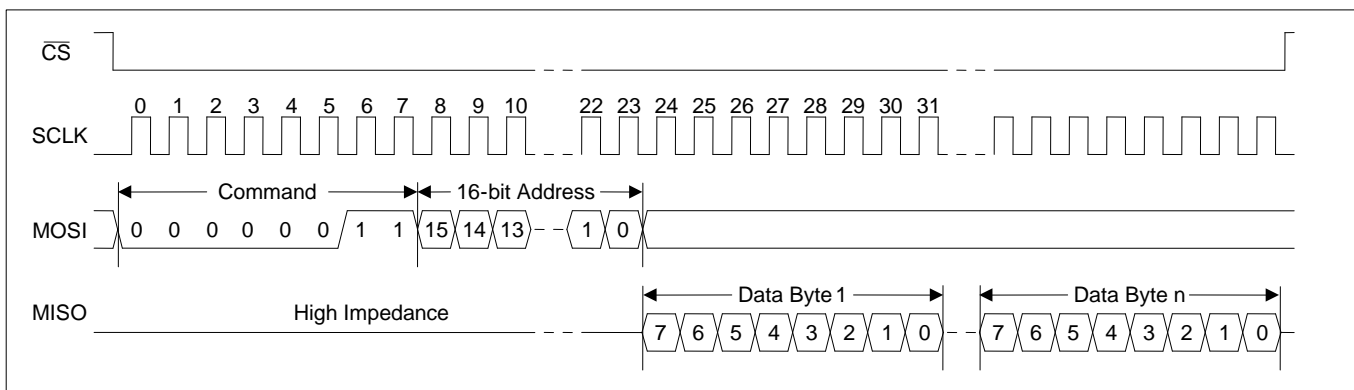 CS
0 1 2 3 4 5 6 7 8 9 10 22 23 24 25 26 27 28 29 30 31
SCLK
Command 16-bit Address
MOSI 0 0 0 0 0 0 1 1 15 14 13 1 0
Data Byte 1 Data Byte n
MISO High Impedance
7 6 5 4 3 2 1 0 7 6 5 4 3 2 1 0